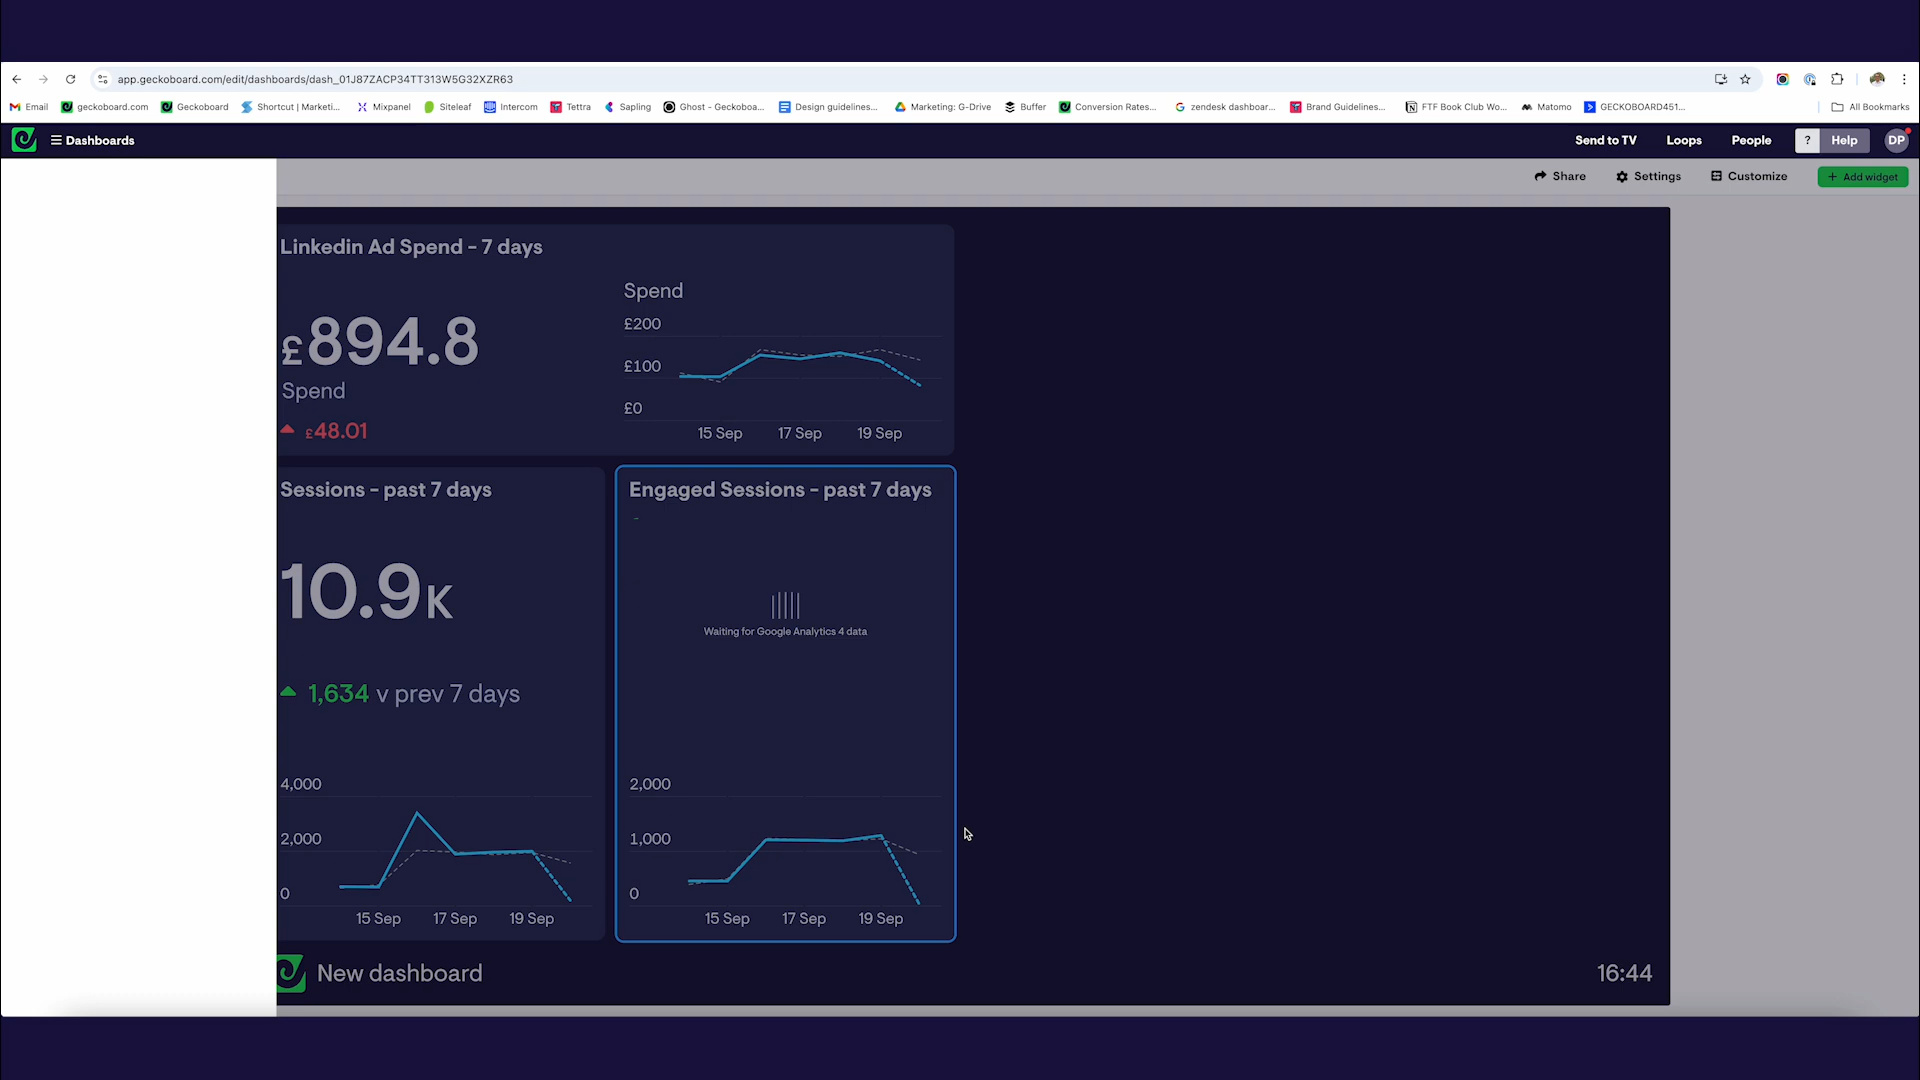 app.geckoboard.com/edit/dashboards/dash_01J87ZACP34TT313W5G32XZR63
Email geckoboard.com Geckoboard Shortcut | Marketi... Mixpanel Siteleaf Intercom Tettra Sapling Ghost - Geckoboa... Design guidelines... Marketing: G-Drive Buffer Conversion Rates... zendesk dashboar... Brand Guidelines... FTF Book Club Wo... Matomo GECKOBOARD451... All Bookmarks
Dashboards Send to TV Loops People ? Help DP
Share Settings Customize + Add widget
Linkedin Ad Spend - 7 days
£894.8
Spend
£48.01
Spend
£200
£100
£0
15 Sep 17 Sep 19 Sep
Sessions - past 7 days
10.9K
1,634 v prev 7 days
4,000
2,000
0
15 Sep 17 Sep 19 Sep
Engaged Sessions - past 7 days
Waiting for Google Analytics 4 data
2,000
1,000
0
15 Sep 17 Sep 19 Sep
New dashboard 16:44